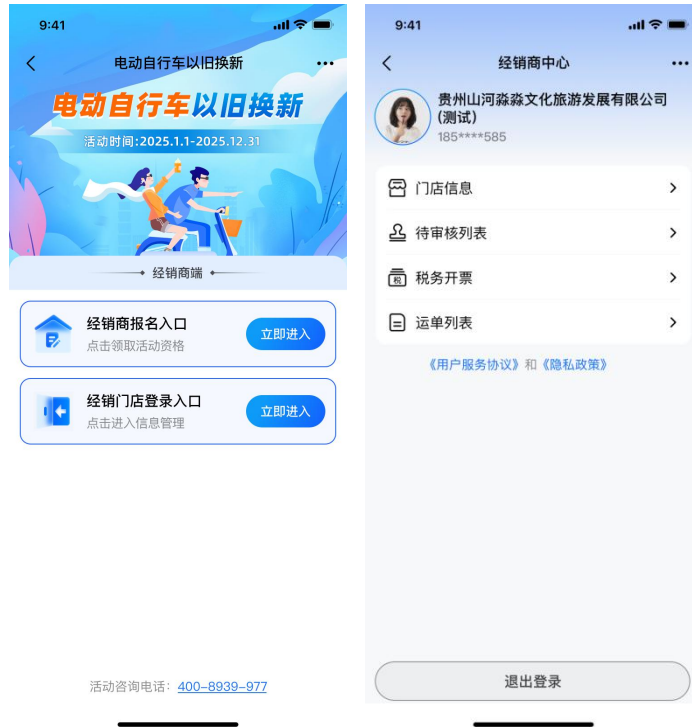 9:41
电动自行车以旧换新
电动自行车以旧换新
活动时间:2025.1.1-2025.12.31
经销商端
经销商报名入口
点击领取活动资格
立即进入
经销门店登录入口
点击进入信息管理
立即进入
活动咨询电话：400-8939-977
9:41
经销商中心
贵州山河淼淼文化旅游发展有限公司
(测试)
185****585
门店信息
待审核列表
税
税务开票
运单列表
《用户服务协议》和《隐私政策》
退出登录